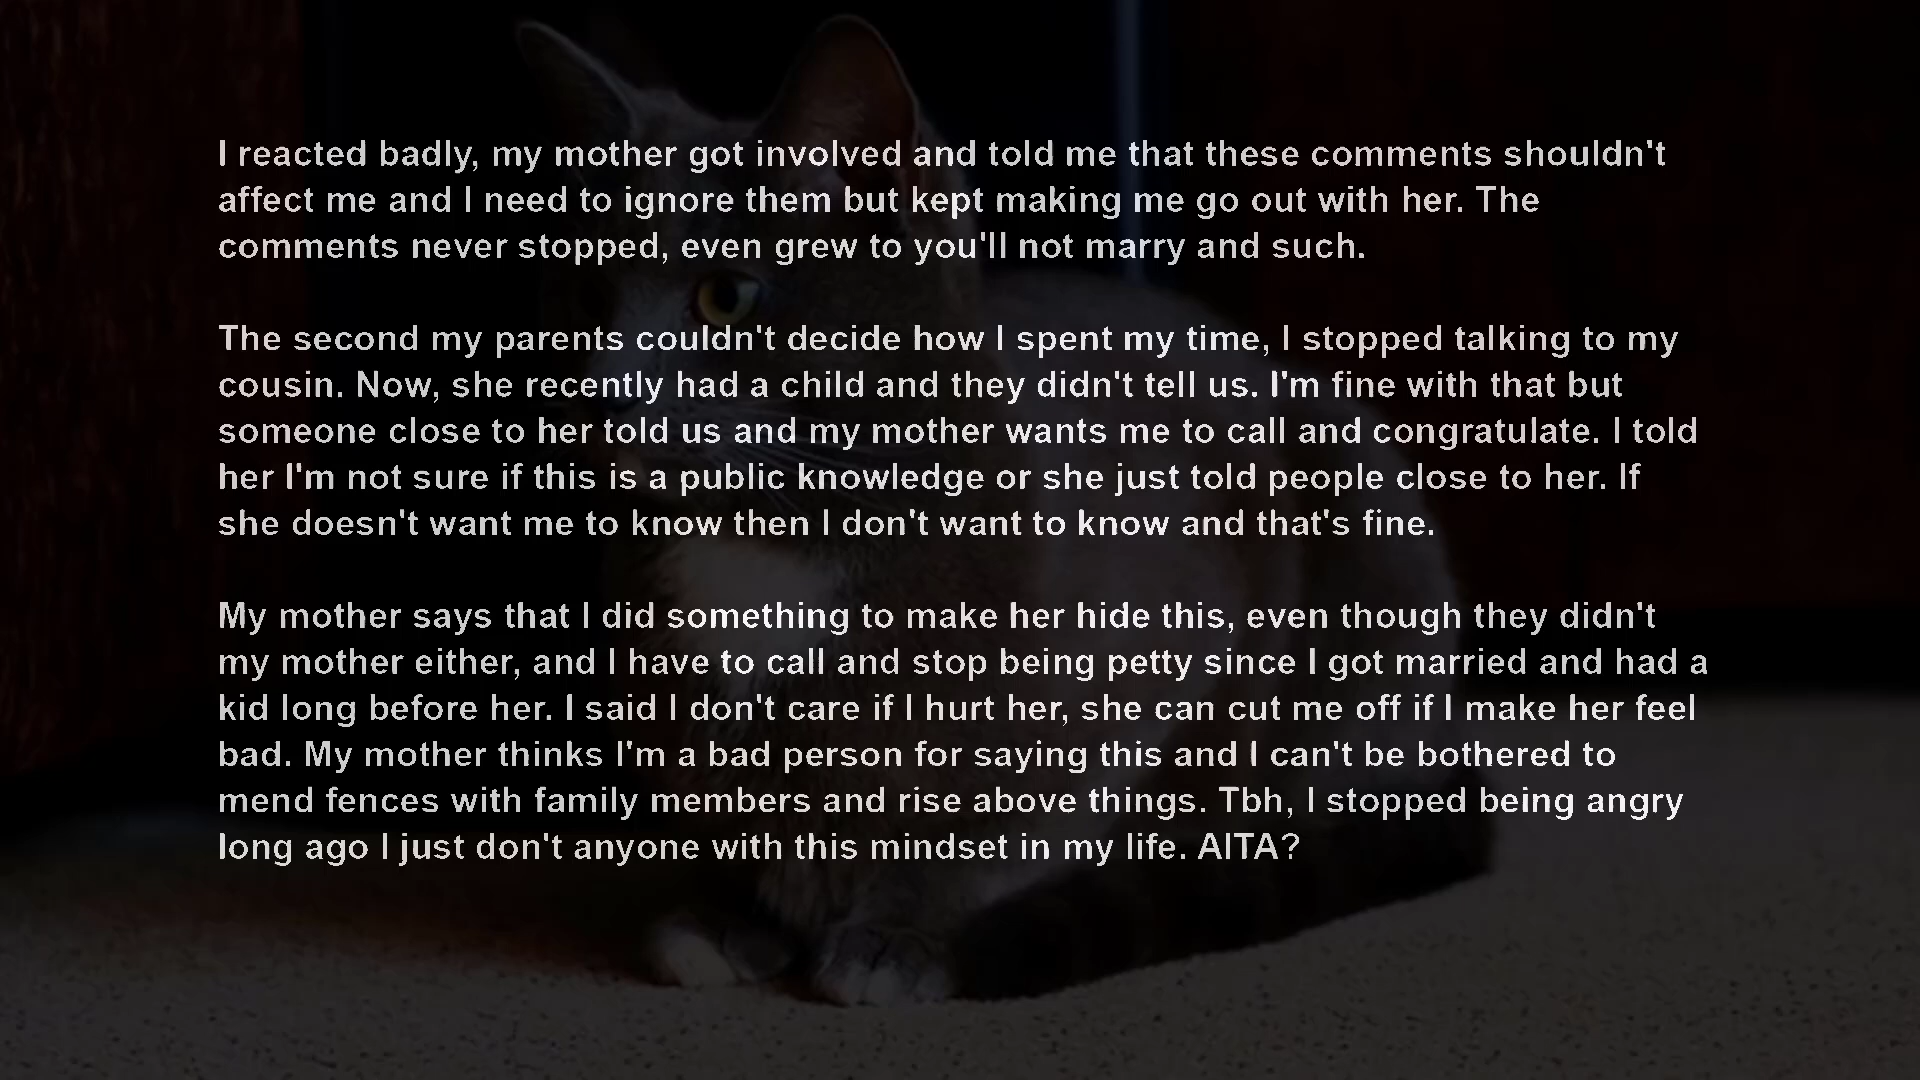 I reacted badly, my mother got involved and told me that these comments shouldn't
affect me and I need to ignore them but kept making me go out with her. The
comments never stopped, even grew to you'll not marry and such.
The second my parents couldn't decide how I spent my time, I stopped talking to my
cousin. Now, she recently had a child and they didn't tell us. I'm fine with that but
someone close to her told us and my mother wants me to call and congratulate. I told
her I'm not sure if this is a public knowledge or she just told people close to her. If
she doesn't want me to know then I don't want to know and that's fine.
My mother says that I did something to make her hide this, even though they didn't
my mother either, and I have to call and stop being petty since I got married and had a
kid long before her. I said I don't care if I hurt her, she can cut me off if I make her feel
bad. My mother thinks I'm a bad person for saying this and I can't be bothered to
mend fences with family members and rise above things. Tbh, I stopped being angry
long ago I just don't anyone with this mindset in my life. AITA?